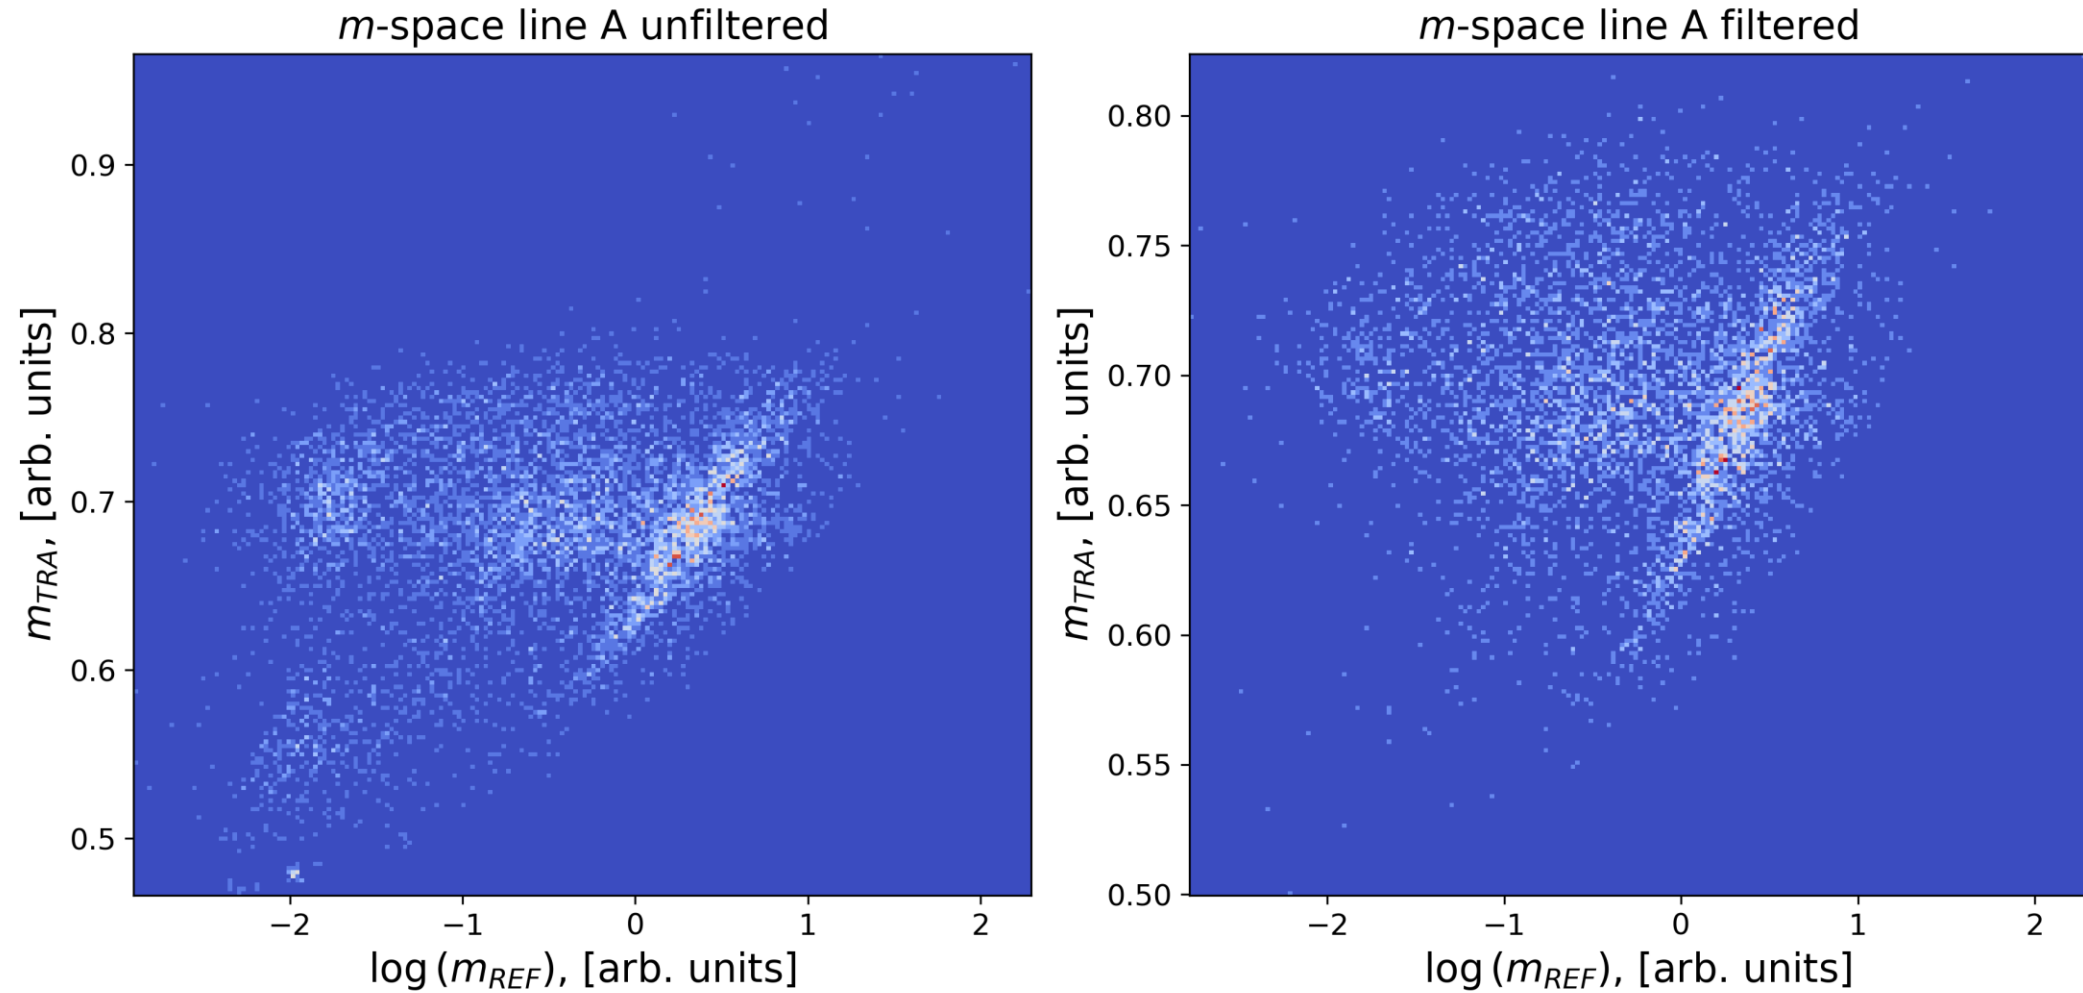 m-space line A unfiltered
0.9
0.8
0.7
0.6
0.5
m_TRA, [arb. units]
−2 −1 0 1 2
log (m_REF), [arb. units]
m-space line A filtered
0.80
0.75
0.70
0.65
0.60
0.55
0.50
m_TRA, [arb. units]
−2 −1 0 1 2
log (m_REF), [arb. units]